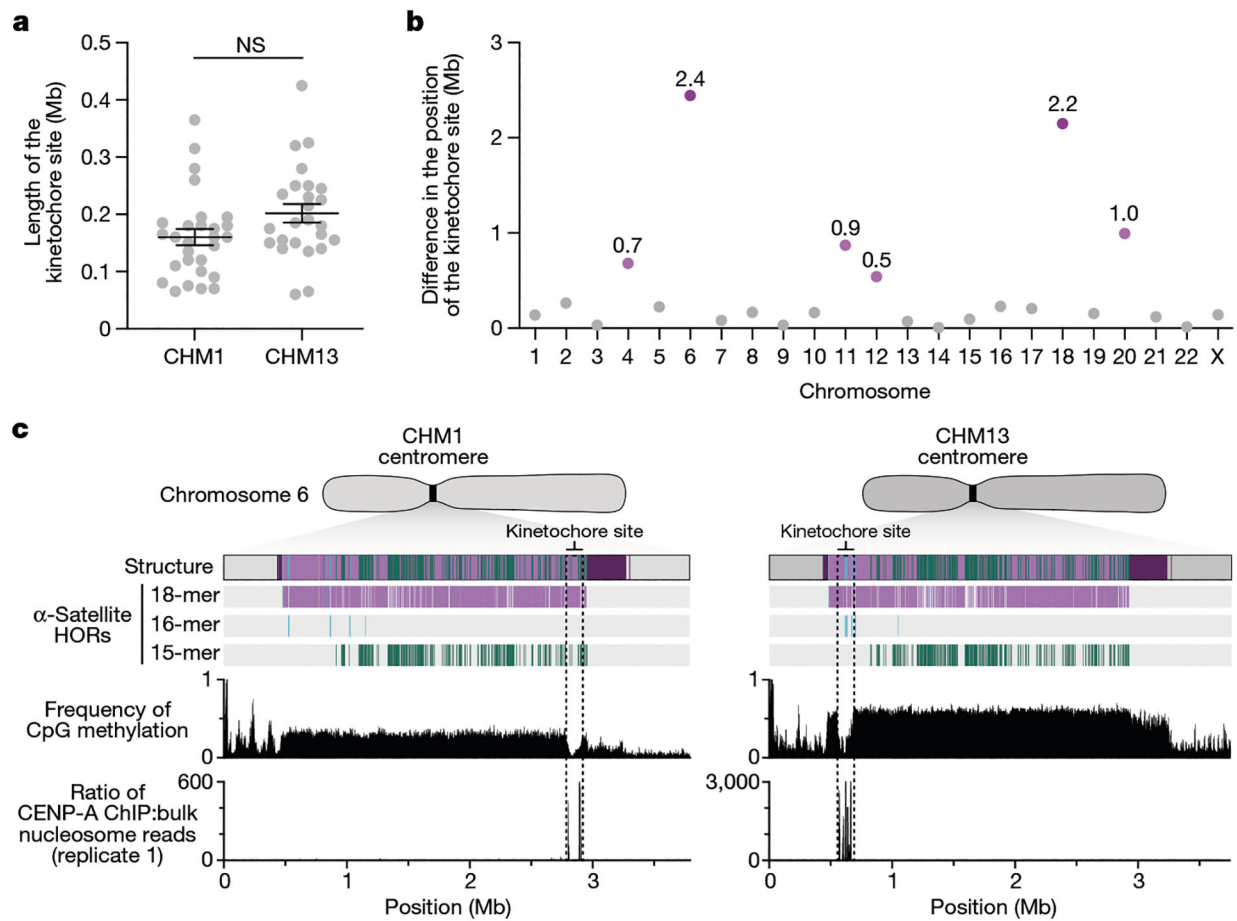 a
NS
Length of the
kinetochore site (Mb)
0.5
0.4
0.3
0.2
0.1
0
CHM1 CHM13
b
Difference in the position
of the kinetochore site (Mb)
3
2
1
0
0.7
2.4
0.9
0.5
2.2
1.0
1 2 3 4 5 6 7 8 9 10 11 12 13 14 15 16 17 18 19 20 21 22 X
Chromosome
c
CHM1
centromere
CHM13
centromere
Chromosome 6
Kinetochore site
Kinetochore site
Structure
α-Satellite
HORs
18-mer
16-mer
15-mer
Frequency of
CpG methylation
1
0
1
0
Ratio of
CENP-A ChIP:bulk
nucleosome reads
(replicate 1)
600
0
3,000
0
0 1 2 3
Position (Mb)
0 1 2 3
Position (Mb)